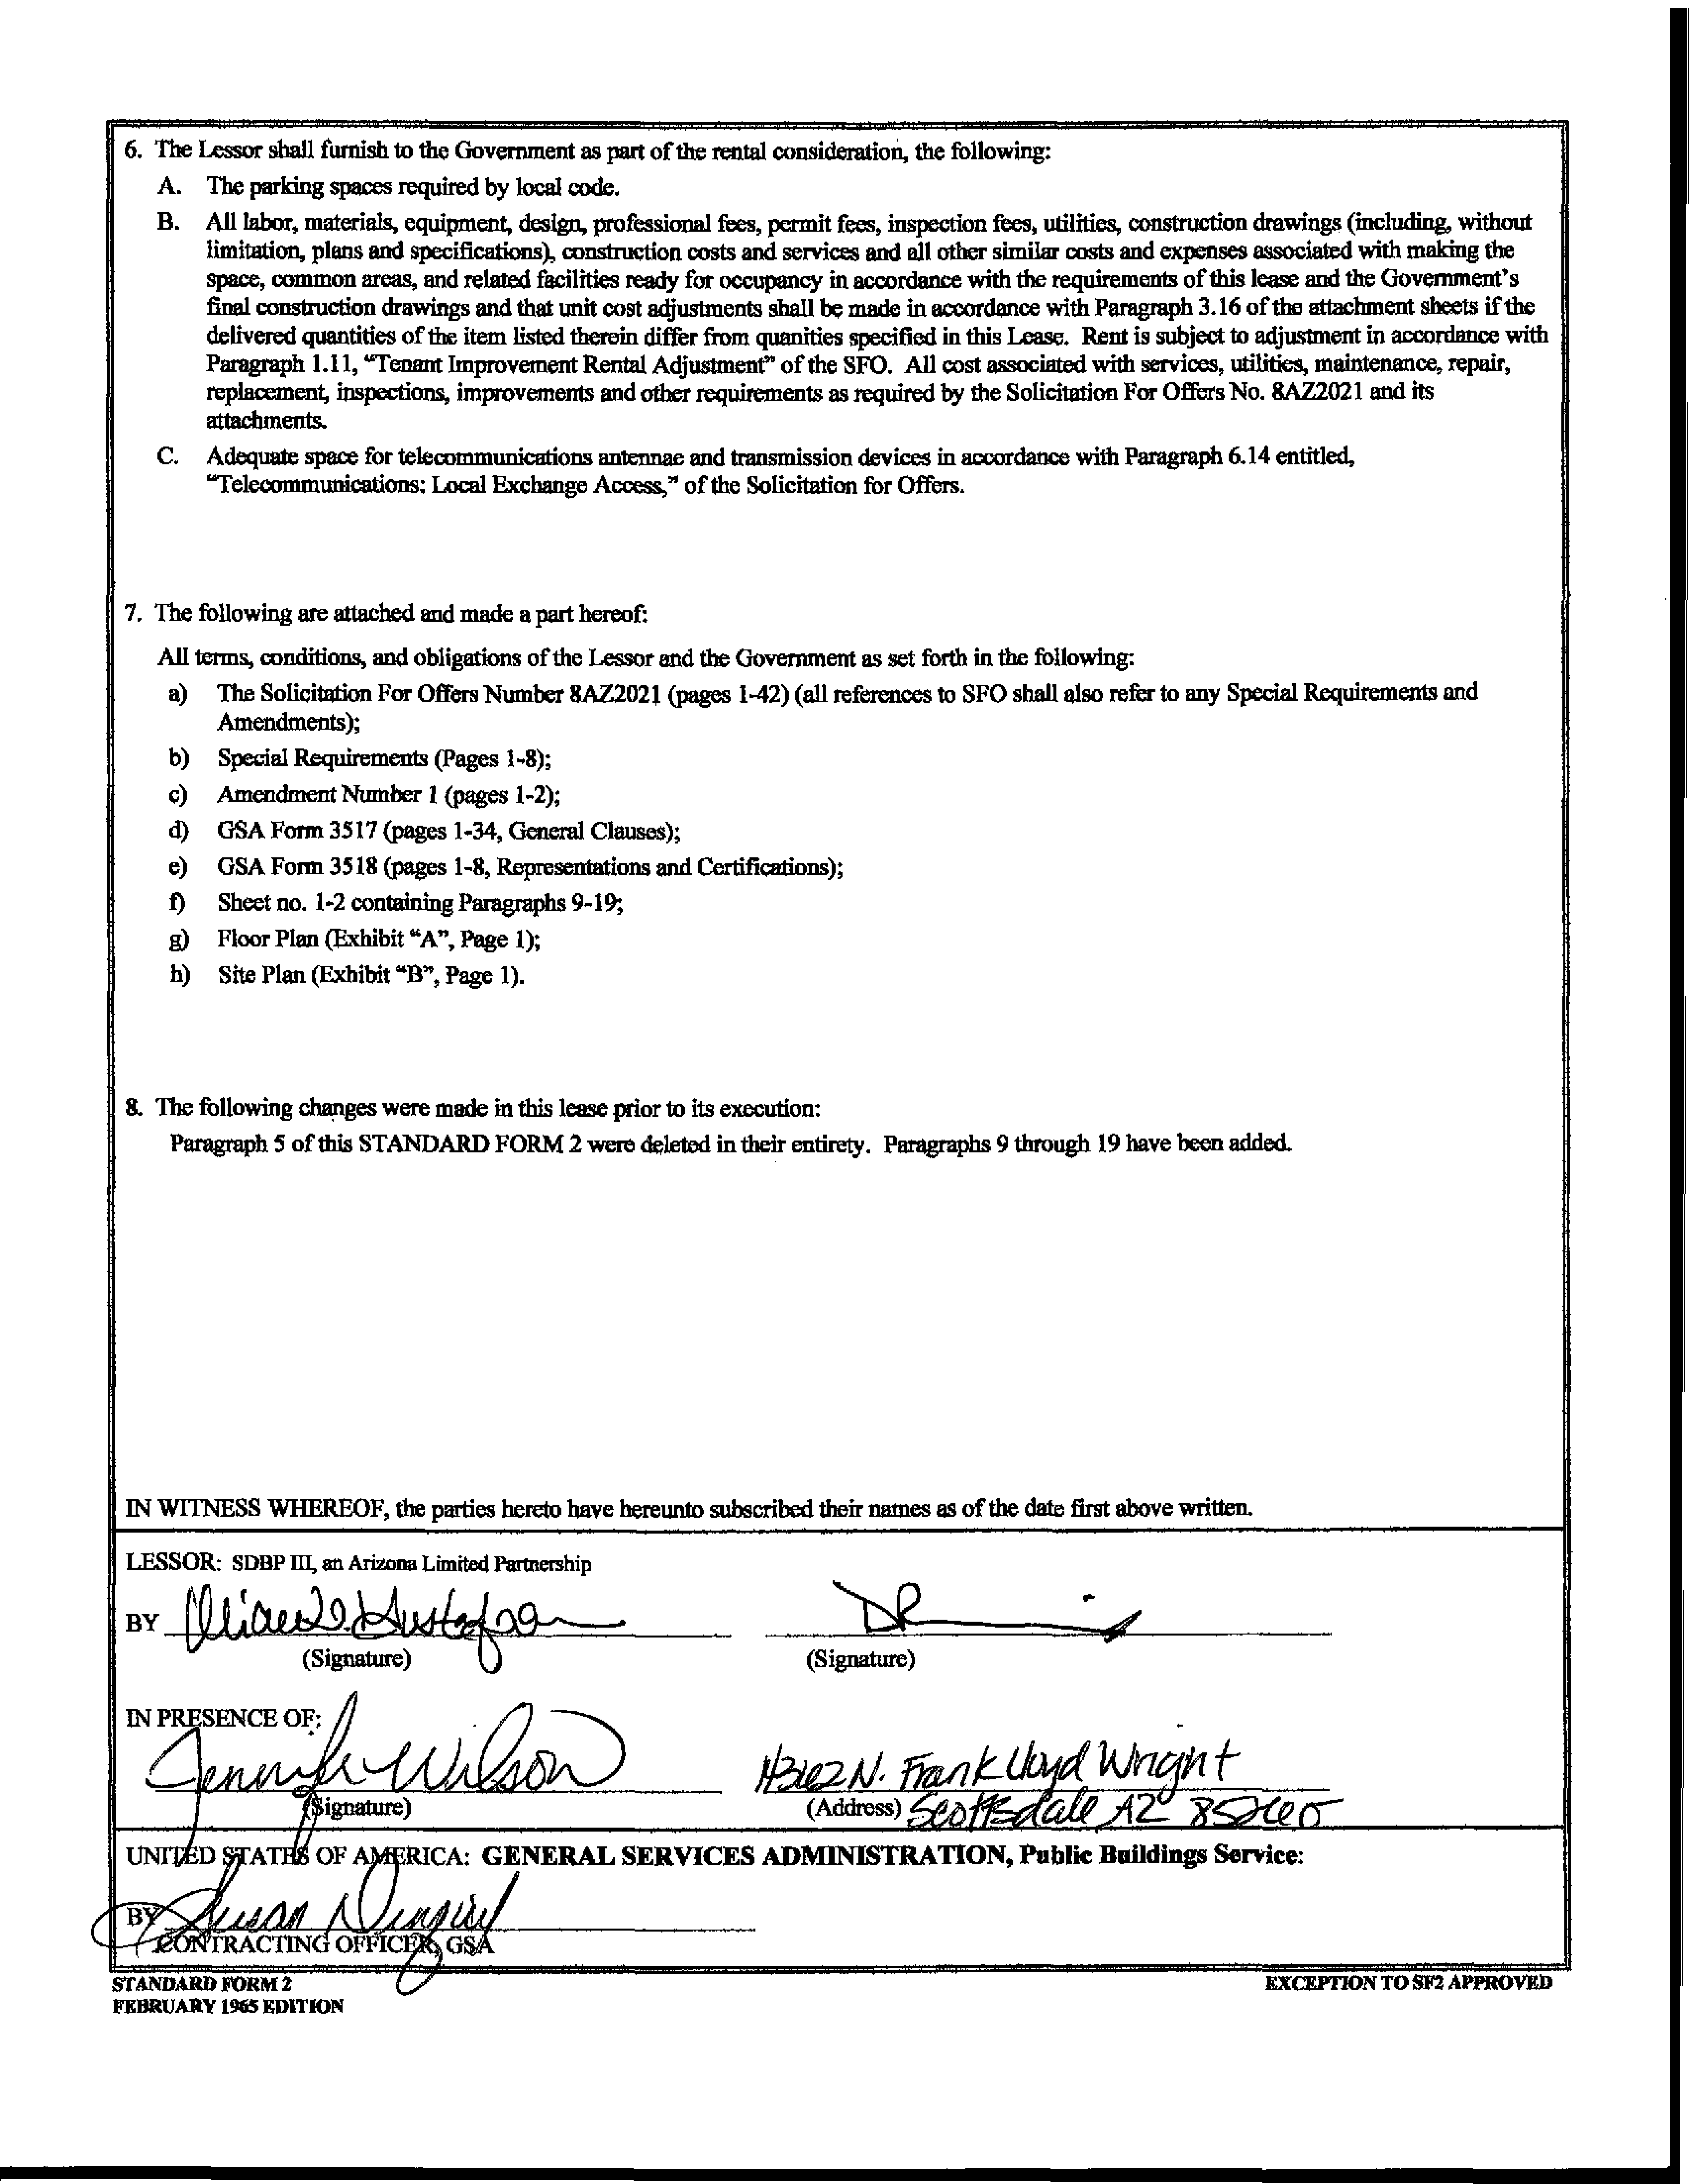 6. The Lessor shall furnish to the Government as part of the rental consideration, the following:
A. The parking spaces required by local code.
B. All labor, materials, equipment, design, professional fees, permit fees, inspection fees, utilities, construction drawings (including, without
limitation, plans and specifications), construction costs and services and all other similar costs and expenses associated with making the
space, common areas, and related facilities ready for occupancy in accordance with the requirements of this lease and the Government's
final construction drawings and that unit cost adjustments shall be made in accordance with Paragraph 3.16 of the attachment sheets if the
delivered quantities of the item listed therein differ from quanities specified in this Lease. Rent is subject to adjustment in accordance with
Paragraph 1.11, "Tenant Improvement Rental Adjustment" of the SFO. All cost associated with services, utilities, maintenance, repair,
replacement, inspections, improvements and other requirements as required by the Solicitation For Offers No. 8AZ2021 and its
attachments.
C. Adequate space for telecommunications antennae and transmission devices in accordance with Paragraph 6.14 entitled,
"Telecommunications: Local Exchange Access," of the Solicitation for Offers.
7. The following are attached and made a part hereof:
All terms, conditions, and obligations of the Lessor and the Government as set forth in the following:
a) The Solicitation For Offers Number 8AZ2021 (pages 1-42) (all references to SFO shall also refer to any Special Requirements and
Amendments);
b) Special Requirements (Pages 1-8);
c) Amendment Number 1 (pages 1-2);
d) GSA Form 3517 (pages 1-34, General Clauses);
e) GSA Form 3518 (pages 1-8, Representations and Certifications);
f) Sheet no. 1-2 containing Paragraphs 9-19;
g) Floor Plan (Exhibit "A", Page 1);
h) Site Plan (Exhibit "B", Page 1).
8. The following changes were made in this lease prior to its execution:
Paragraph 5 of this STANDARD FORM 2 were deleted in their entirety. Paragraphs 9 through 19 have been added.
IN WITNESS WHEREOF, the parties hereto have hereunto subscribed their names as of the date first above written.
LESSOR: SDBP III, an Arizona Limited Partnership
BY
(Signature) (Signature)
IN PRESENCE OF:
Jennifer Wilson N. Frank Lloyd Wright
(Signature) (Address) Scottsdale AZ
UNITED STATES OF AMERICA: GENERAL SERVICES ADMINISTRATION, Public Buildings Service:
BY Susan
CONTRACTING OFFICER, GSA
STANDARD FORM 2 EXCEPTION TO SF2 APPROVED
FEBRUARY 1965 EDITION